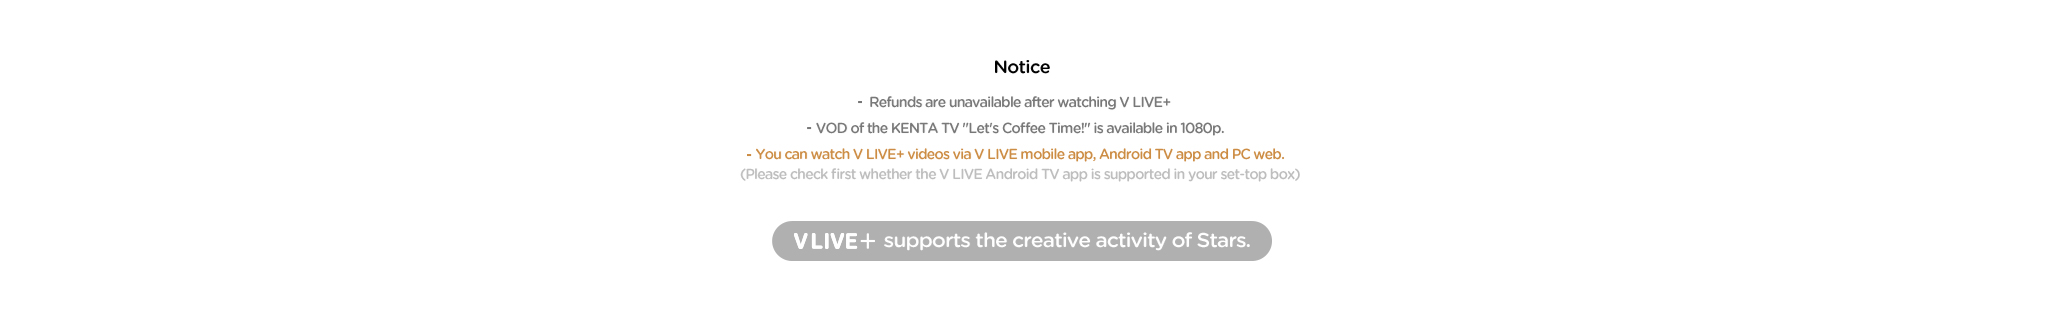 Notice
- Refunds are unavailable after watching V LIVE+
- VOD of the KENTA TV "Let's Coffee Time!" is available in 1080p.
- You can watch V LIVE+ videos via V LIVE mobile app, Android TV app and PC web.
(Please check first whether the V LIVE Android TV app is supported in your set-top box)
V LIVE+ supports the creative activity of Stars.